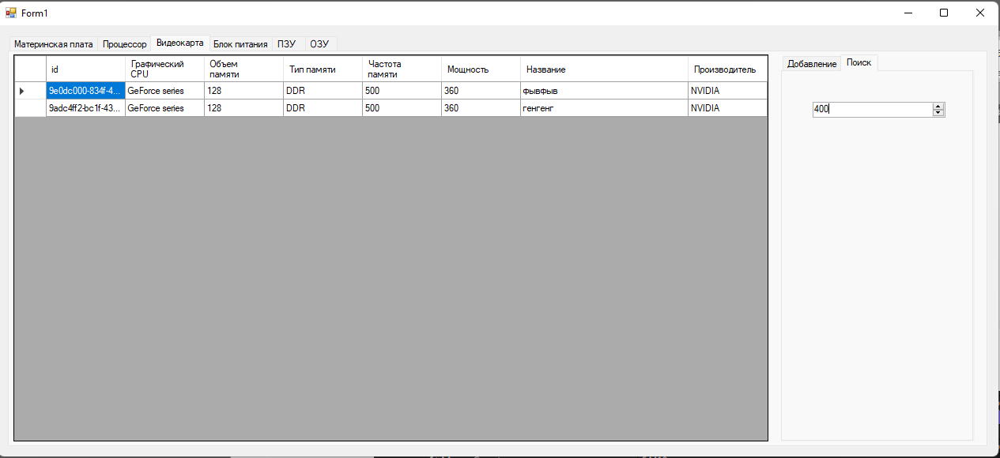 Form1
Материнская плата Процессор Видеокарта Блок питания ПЗУ ОЗУ
id Графический CPU Объем памяти Тип памяти Частота памяти Мощность Название Производитель
9e0dc000-834f-4... GeForce series 128 DDR 500 360 фывфыв NVIDIA
9adc4ff2-bc1f-43... GeForce series 128 DDR 500 360 генгенг NVIDIA
Добавление Поиск
400